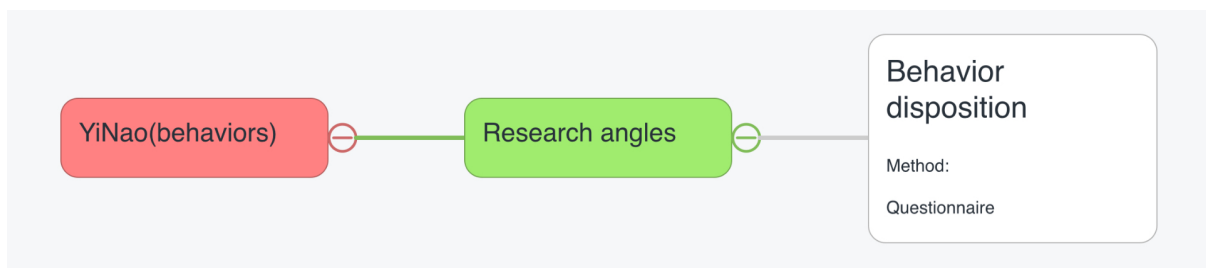 YiNao(behaviors)
Research angles
Behavior
disposition
Method:
Questionnaire